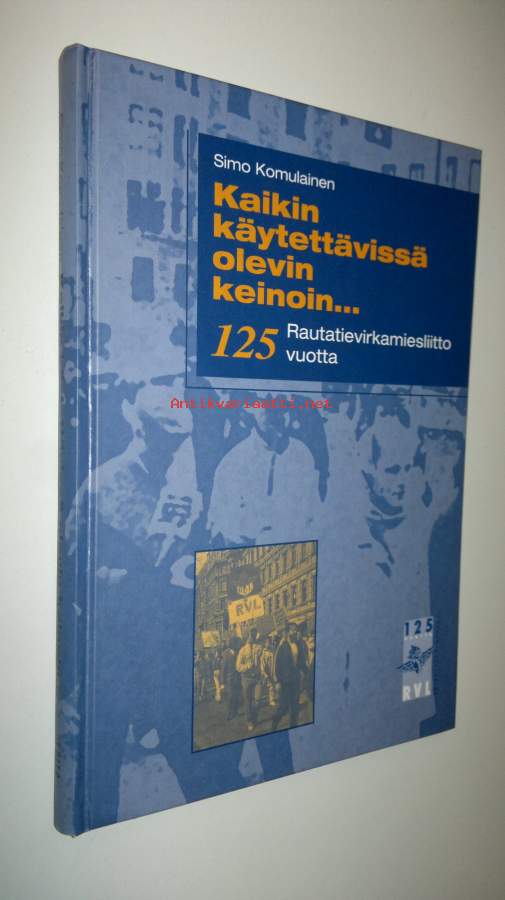 Simo Komulainen
Kaikin
käytettävissä
olevin
keinoin...
125 Rautatievirkamiesliitto
vuotta
Antikvariaatti.net
RVL
125
RVL